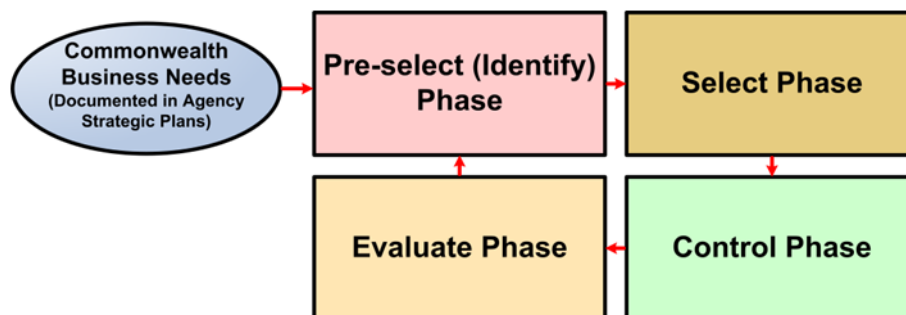 Commonwealth
Business Needs
(Documented in Agency
Strategic Plans)
Pre-select (Identify)
Phase
Select Phase
Evaluate Phase
Control Phase